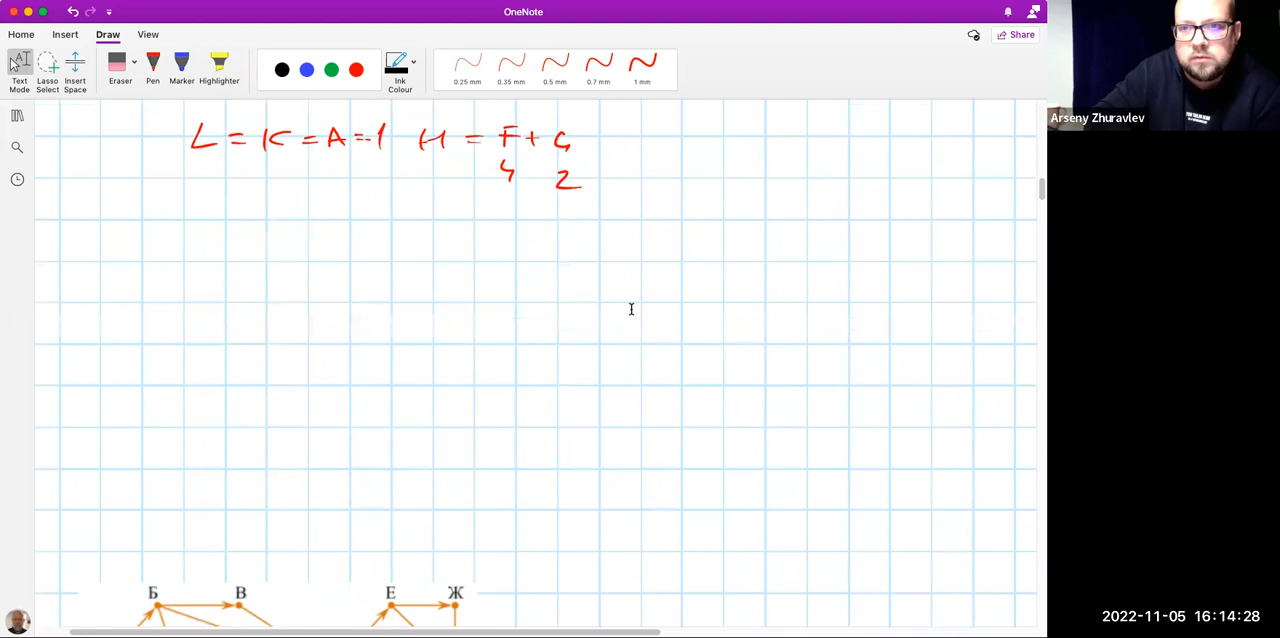 OneNote
Home Insert Draw View
Share
Text Mode
Lasso Select
Insert Space
Eraser
Pen
Marker
Highlighter
Ink Colour
0.25 mm 0.35 mm 0.5 mm 0.7 mm 1 mm
L = K = A = 1 H = F + G
4 2
Б В Е Ж
Arseny Zhuravlev
2022-11-05 16:14:28